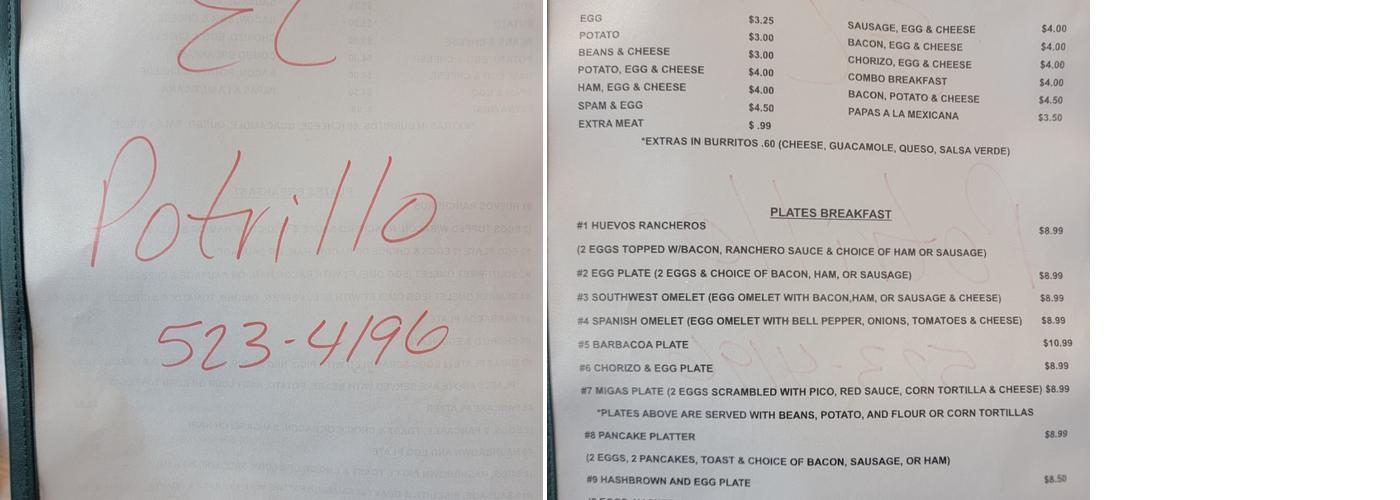 El
Potrillo
523-4196
EGG $3.25
POTATO $3.00
BEANS & CHEESE $3.00
POTATO, EGG & CHEESE $4.00
HAM, EGG & CHEESE $4.00
SPAM & EGG $4.50
EXTRA MEAT $ .99
SAUSAGE, EGG & CHEESE $4.00
BACON, EGG & CHEESE $4.00
CHORIZO, EGG & CHEESE $4.00
COMBO BREAKFAST $4.00
BACON, POTATO & CHEESE $4.50
PAPAS A LA MEXICANA $3.50
*EXTRAS IN BURRITOS .60 (CHEESE, GUACAMOLE, QUESO, SALSA VERDE)
PLATES BREAKFAST
#1 HUEVOS RANCHEROS $8.99
(2 EGGS TOPPED W/BACON, RANCHERO SAUCE & CHOICE OF HAM OR SAUSAGE)
#2 EGG PLATE (2 EGGS & CHOICE OF BACON, HAM, OR SAUSAGE) $8.99
#3 SOUTHWEST OMELET (EGG OMELET WITH BACON,HAM, OR SAUSAGE & CHEESE) $8.99
#4 SPANISH OMELET (EGG OMELET WITH BELL PEPPER, ONIONS, TOMATOES & CHEESE) $8.99
#5 BARBACOA PLATE $10.99
#6 CHORIZO & EGG PLATE $8.99
#7 MIGAS PLATE (2 EGGS SCRAMBLED WITH PICO, RED SAUCE, CORN TORTILLA & CHEESE) $8.99
*PLATES ABOVE ARE SERVED WITH BEANS, POTATO, AND FLOUR OR CORN TORTILLAS
#8 PANCAKE PLATTER $8.99
(2 EGGS, 2 PANCAKES, TOAST & CHOICE OF BACON, SAUSAGE, OR HAM)
#9 HASHBROWN AND EGG PLATE $8.50